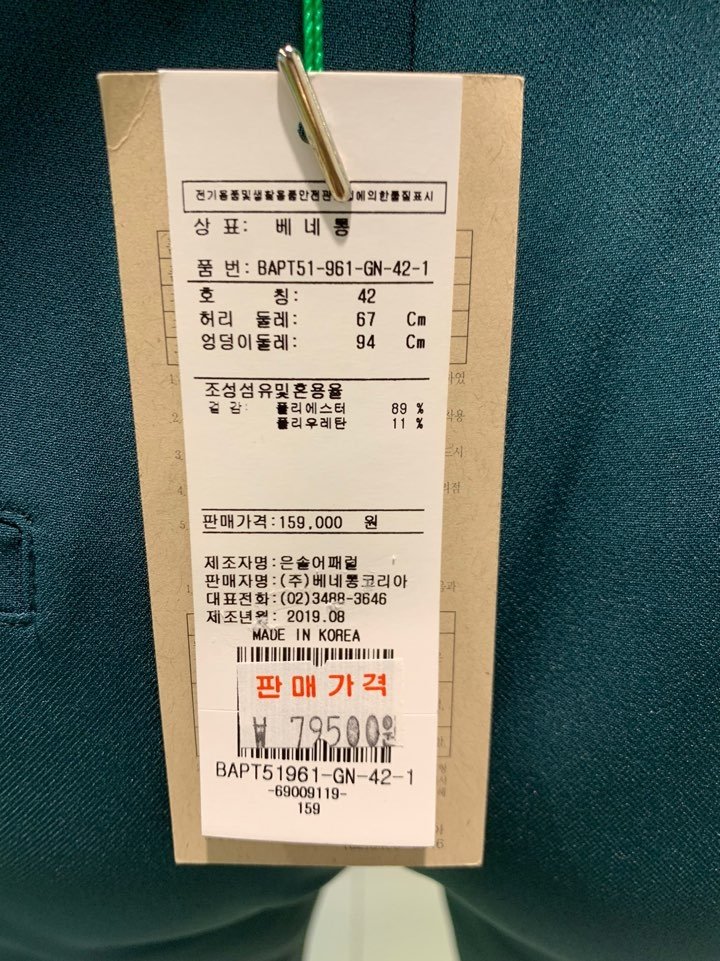 전기용품및생활용품안전관 법에의한품질표시
상 표: 베 네 통
품 번: BAPT51-961-GN-42-1
호 칭: 42
허리 둘레: 67 Cm
엉덩이둘레: 94 Cm
조성섬유및혼용율
겉 감: 폴리에스터 89 %
폴리우레탄 11 %
판매가격:159,000 원
제조자명:은솔어패럴
판매자명:(주)베네통코리아
대표전화:(02)3488-3646
제조년월: 2019.08
MADE IN KOREA
판매가격
₩ 79500원
BAPT51961-GN-42-1
-69009119-
159